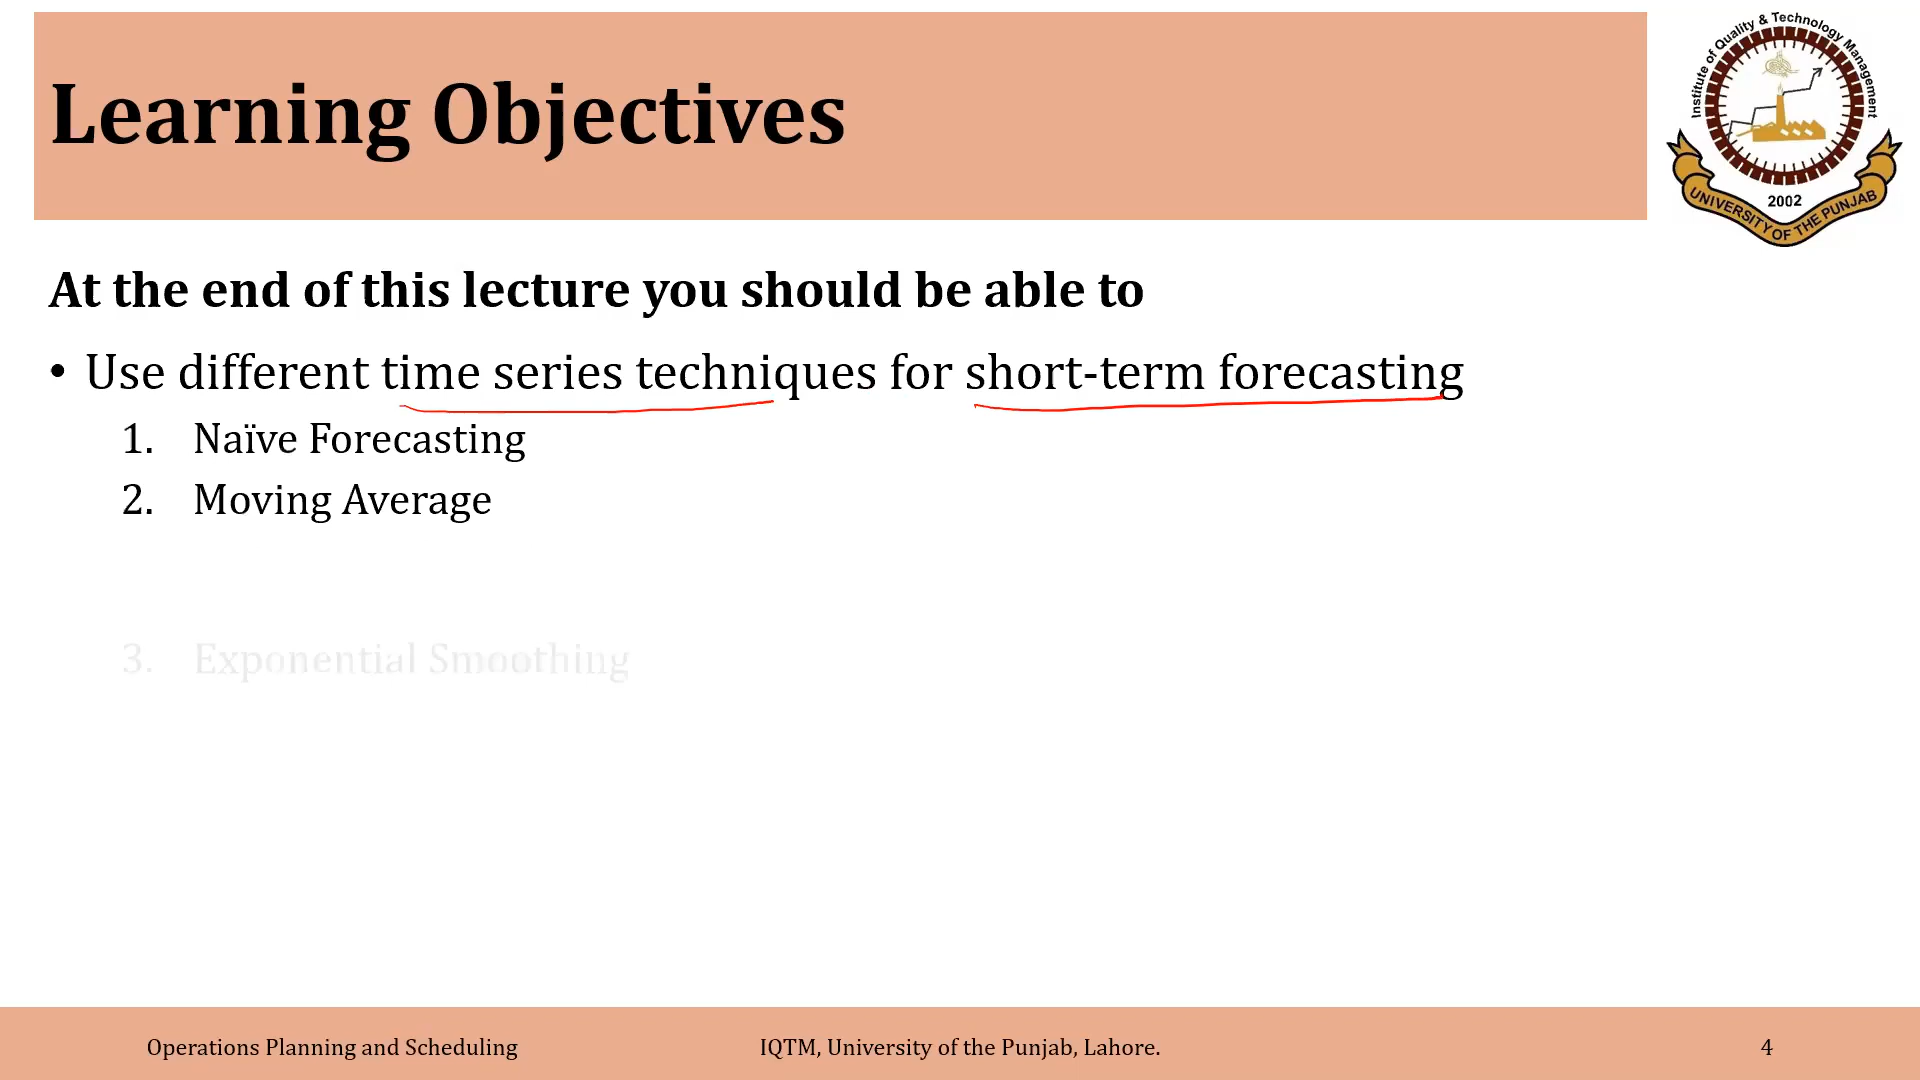 Learning Objectives
Institute of Quality & Technology Management
2002
UNIVERSITY OF THE PUNJAB
At the end of this lecture you should be able to
• Use different time series techniques for short-term forecasting
1. Naïve Forecasting
2. Moving Average
3. Exponential Smoothing
Operations Planning and Scheduling
IQTM, University of the Punjab, Lahore.
4